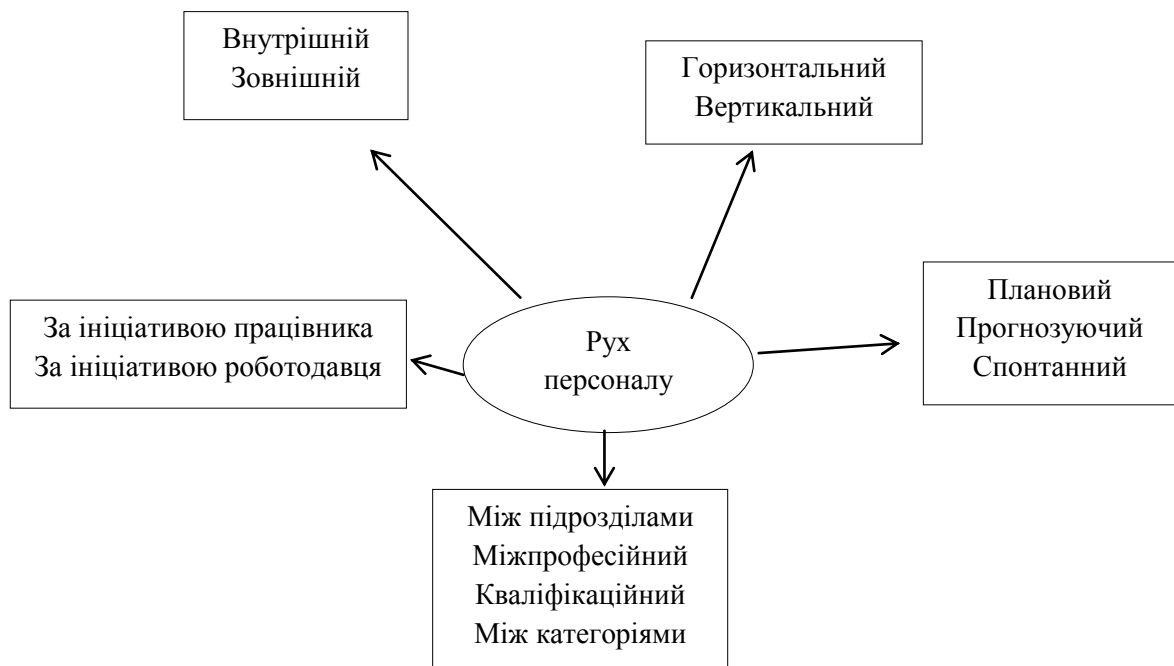 Внутрішній
Зовнішній
Горизонтальний
Вертикальний
За ініціативою працівника
За ініціативою роботодавця
Рух
персоналу
Плановий
Прогнозуючий
Спонтанний
Між підрозділами
Міжпрофесійний
Кваліфікаційний
Між категоріями